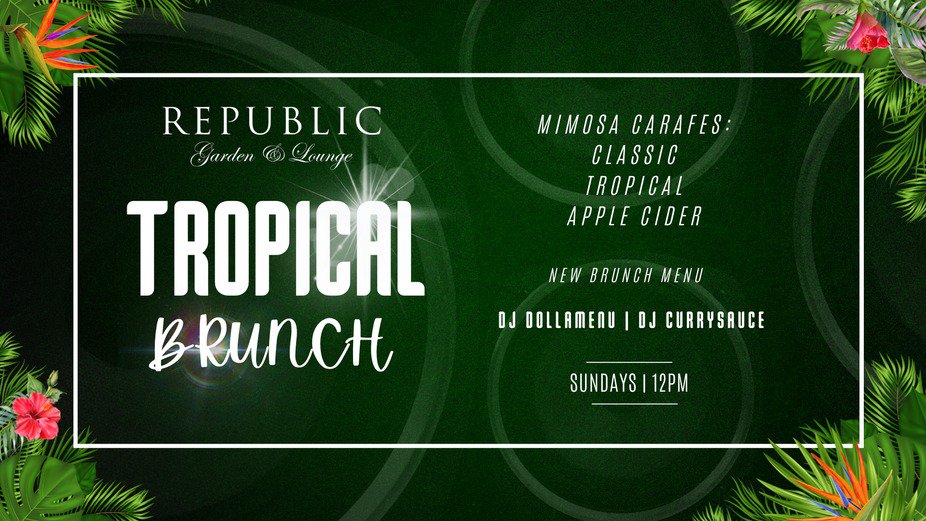 REPUBLIC
Garden & Lounge
TROPICAL
BRUNCH
MIMOSA CARAFES:
CLASSIC
TROPICAL
APPLE CIDER
NEW BRUNCH MENU
DJ DOLLAMENU | DJ CURRYSAUCE
SUNDAYS | 12PM